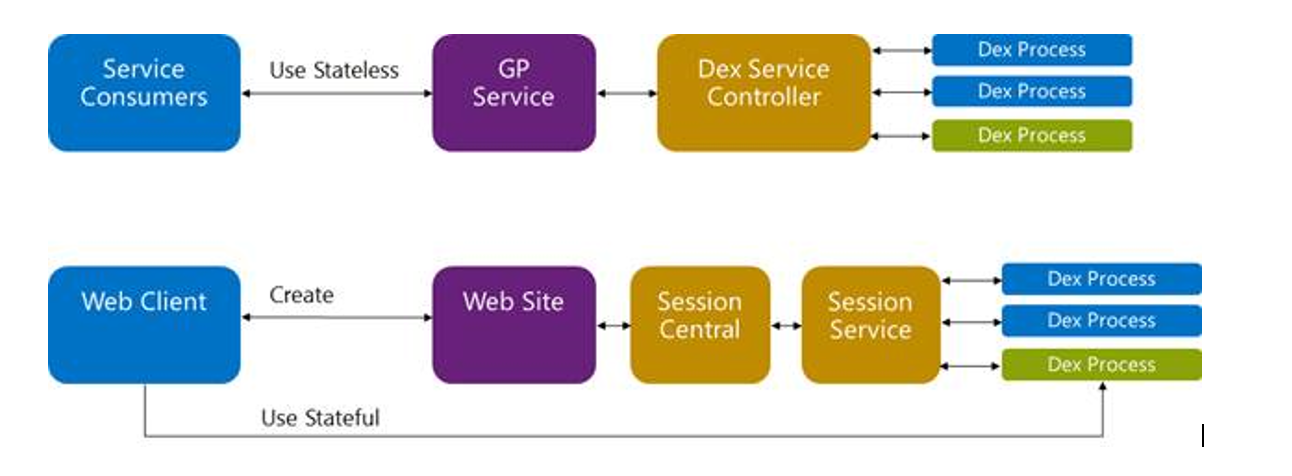 Service
Consumers
Use Stateless
GP
Service
Dex Service
Controller
Dex Process
Dex Process
Dex Process
Web Client
Create
Web Site
Session
Central
Session
Service
Dex Process
Dex Process
Dex Process
Use Stateful